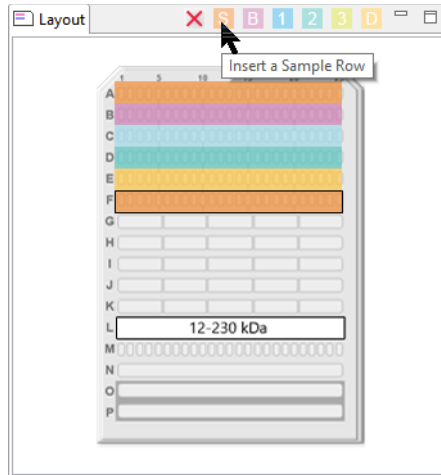 Layout S B 1 2 3 D
Insert a Sample Row
1 5 10
A
B
C
D
E
F
G
H
I
J
K
L 12-230 kDa
M
N
O
P